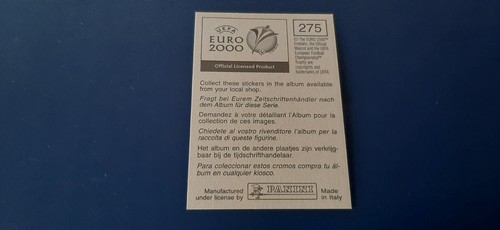 UEFA
EURO
2000
Official Licensed Product
275
Collect these stickers in the album available
from your local shop.
Fragt bei Eurem Zeitschriftenhändler nach
dem Album für diese Serie.
Demandez à votre détaillant l'Album pour la
collection de ces images.
Chiedete al vostro rivenditore l'album per la
raccolta di queste figurine.
Het album en de andere plaatjes zijn verkrijg-
baar bij de tijdschrifthandelaar.
Para coleccionar estos cromos compra tu ál-
bum en cualquier kiosco.
Manufactured
under license by
PANINI
Made
in Italy